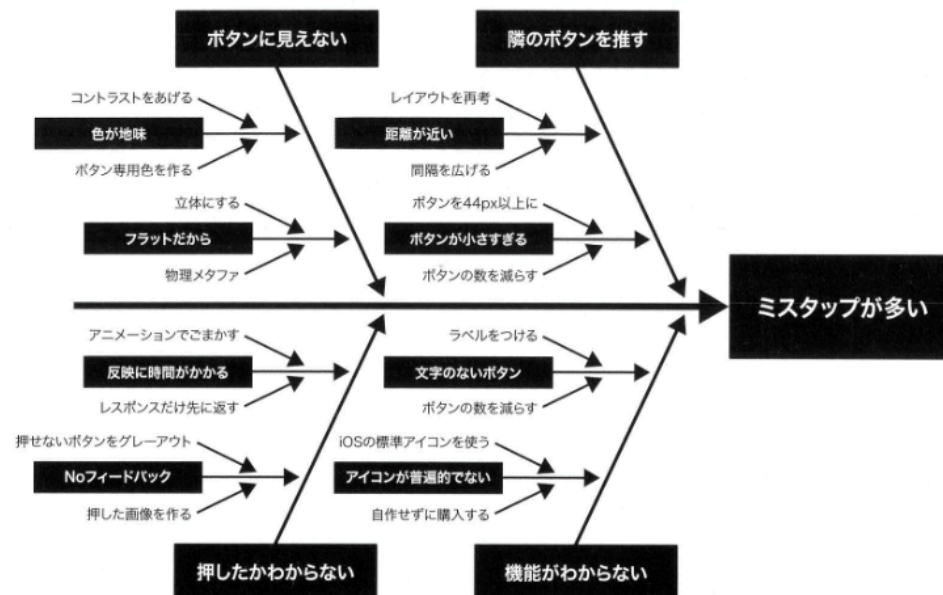 ボタンに見えない
隣のボタンを推す
コントラストをあげる
色が地味
ボタン専用色を作る
レイアウトを再考
距離が近い
間隔を広げる
立体にする
フラットだから
物理メタファ
ボタンを44px以上に
ボタンが小さすぎる
ボタンの数を減らす
ミスタップが多い
アニメーションでごまかす
反映に時間がかかる
レスポンスだけ先に返す
ラベルをつける
文字のないボタン
ボタンの数を減らす
押せないボタンをグレーアウト
Noフィードバック
押した画像を作る
iOSの標準アイコンを使う
アイコンが普遍的でない
自作せずに購入する
押したかわからない
機能がわからない